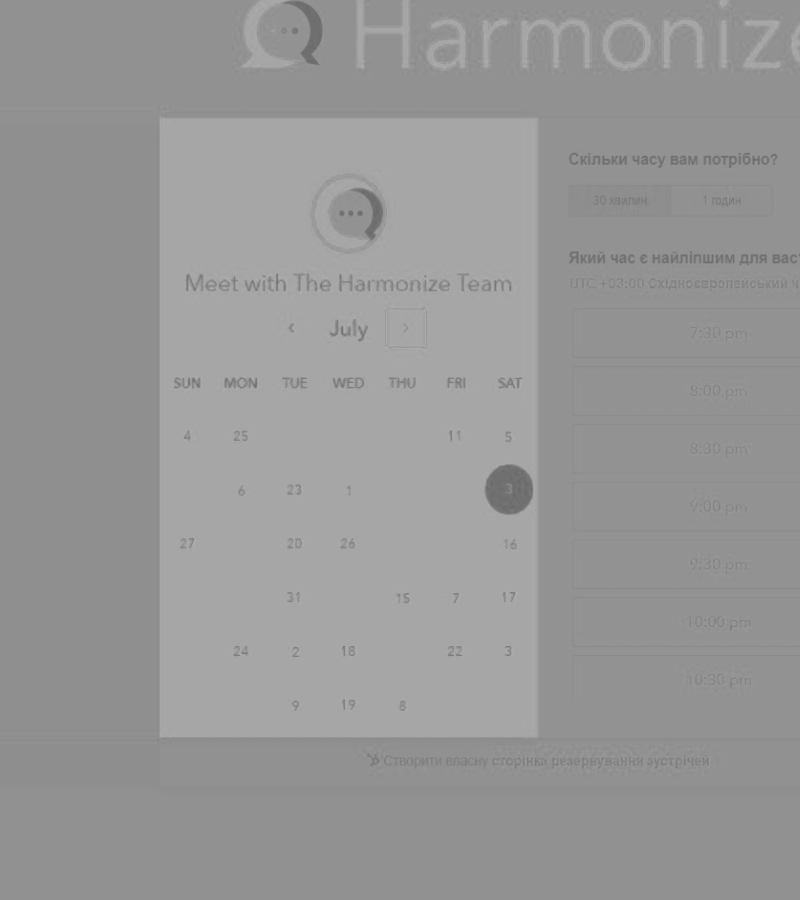 Harmonize
Meet with The Harmonize Team
July
SUN MON TUE WED THU FRI SAT
4 25 11 5
6 23 1 3
27 20 26 16
31 15 7 17
24 2 18 22 3
9 19 8
Скільки часу вам потрібно?
30 хвилин 1 годин
Який час є найліпшим для вас?
UTC +03:00 Східноєвропейський ч
7:30 pm
8:00 pm
8:30 pm
9:00 pm
9:30 pm
10:00 pm
10:30 pm
Створити власну сторінка резервування зустрічей